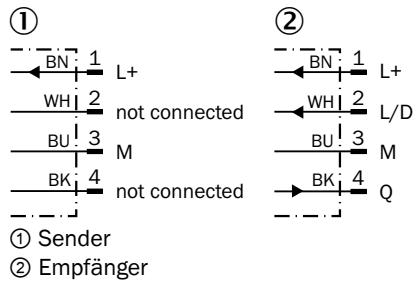 ① ②
BN 1 L+ BN 1 L+
WH 2 not connected WH 2 L/D
BU 3 M BU 3 M
BK 4 not connected BK 4 Q
① Sender
② Empfänger